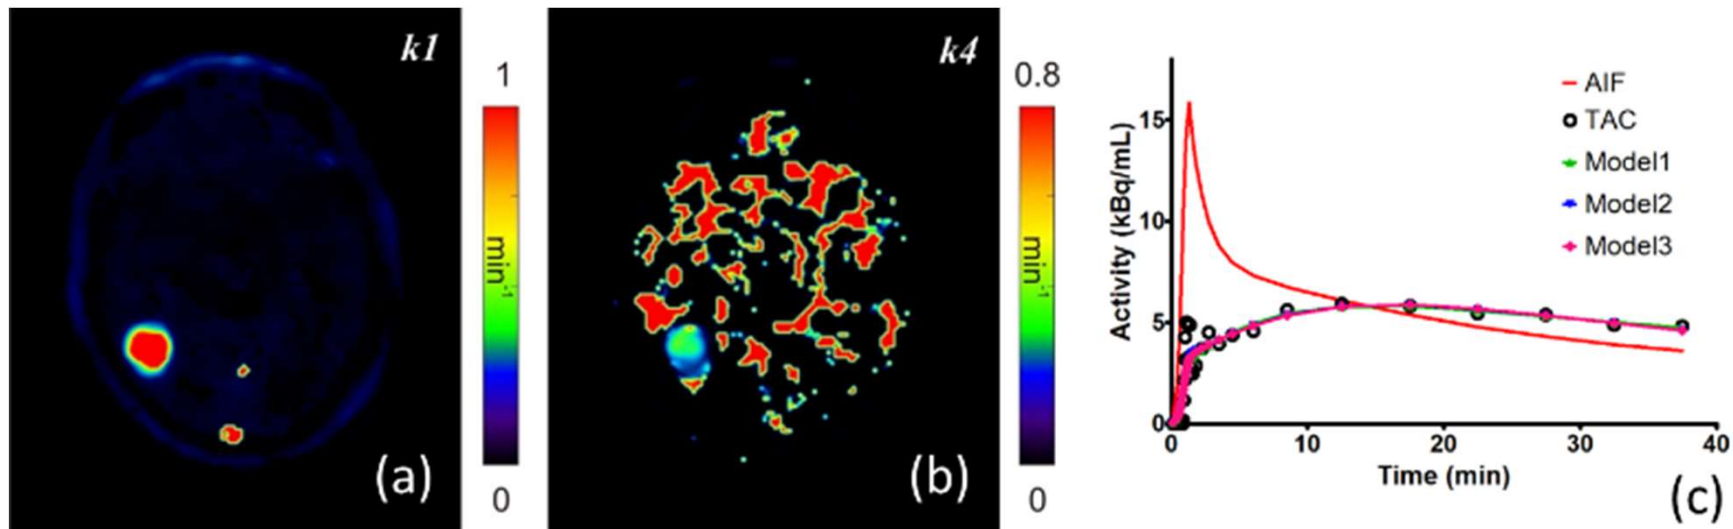 k1
1
min-1
0
(a)
k4
0.8
min-1
0
(b)
AIF
TAC
Model1
Model2
Model3
Activity (kBq/mL)
15
10
5
0
0 10 20 30 40
Time (min)
(c)